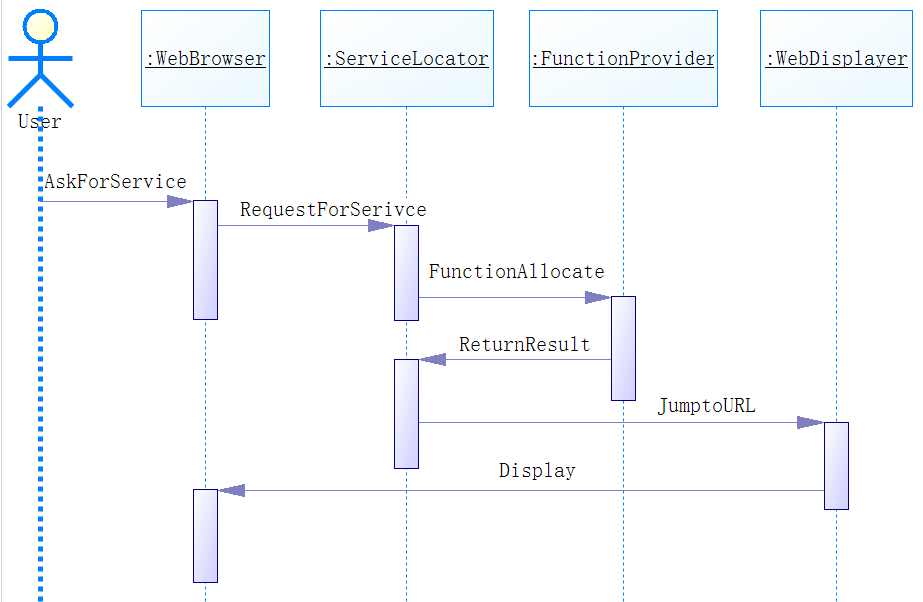 :WebBrowser
:ServiceLocator
:FunctionProvider
:WebDisplayer
User
AskForService
RequestForSerivce
FunctionAllocate
ReturnResult
JumptoURL
Display